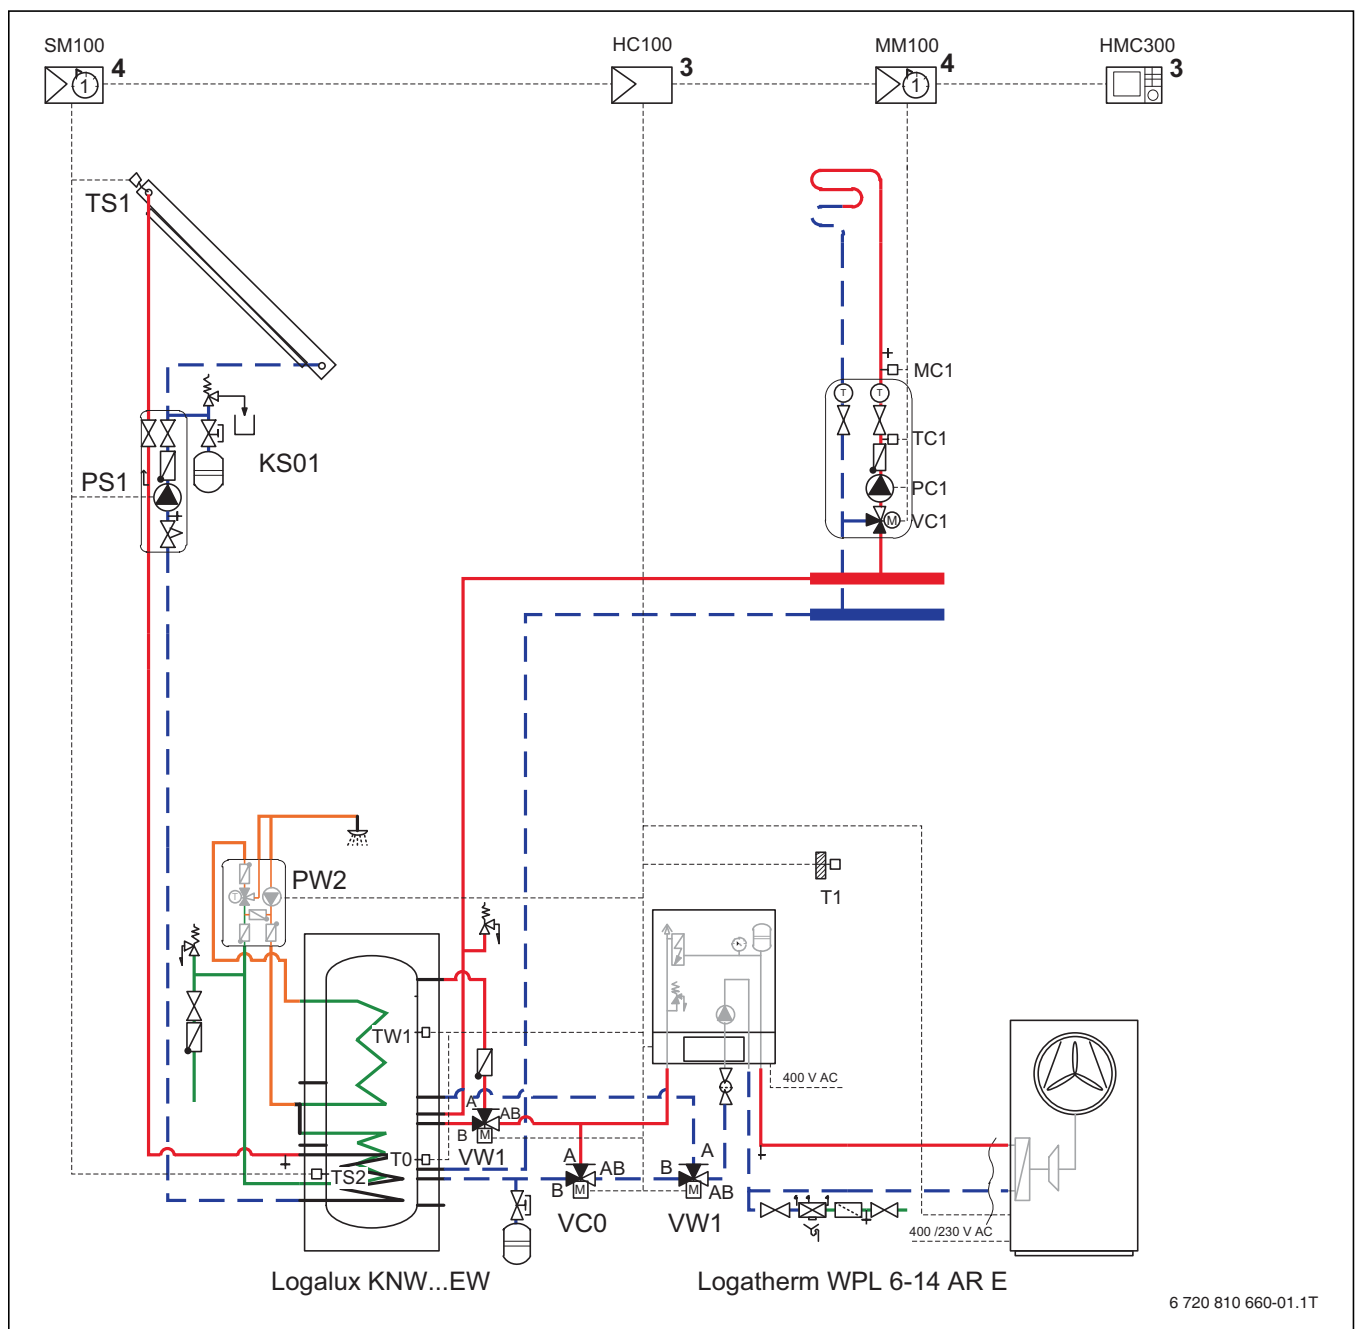 SM100
4
1
HC100
3
MM100
4
1
HMC300
3
TS1
MC1
T
T
TC1
KS01
PS1
PC1
M
VC1
PW2
T
T1
TW1
400 V AC
A
AB
B
M
VW1
T0
TS2
A
AB
B
M
VC0
A
B
AB
M
VW1
400 /230 V AC
Logalux KNW...EW
Logatherm WPL 6-14 AR E
6 720 810 660-01.1T